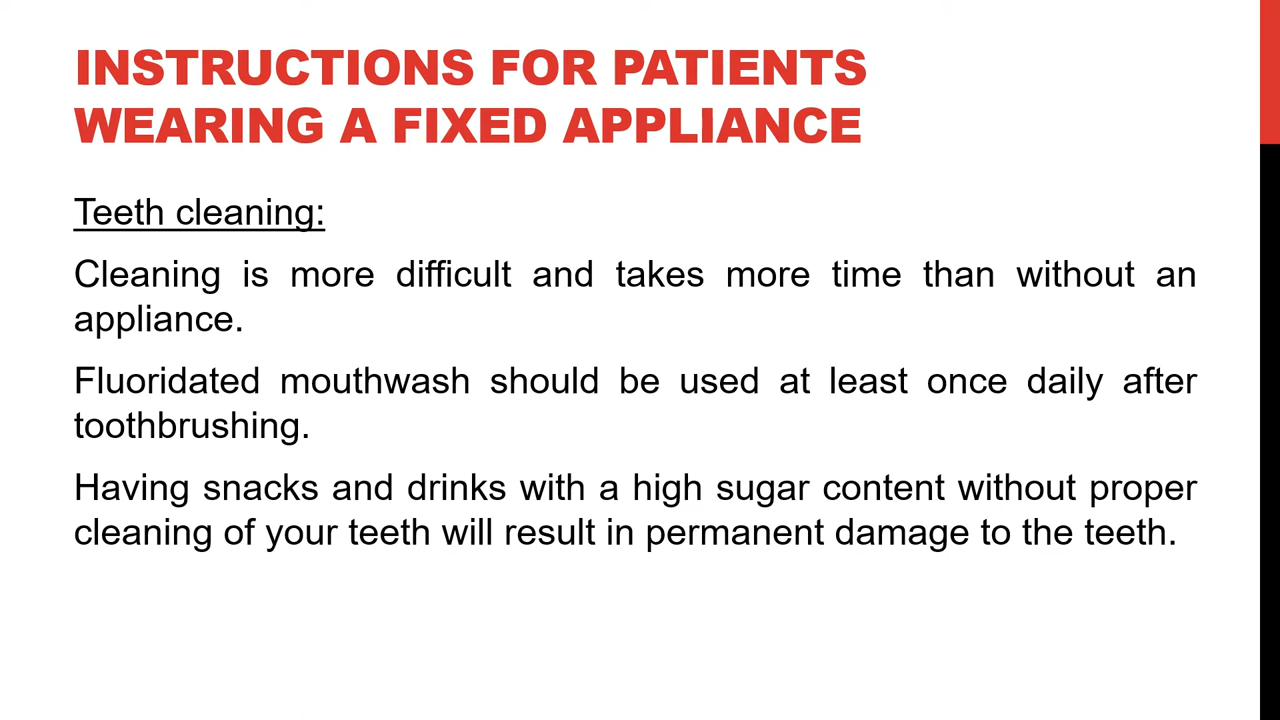 INSTRUCTIONS FOR PATIENTS
WEARING A FIXED APPLIANCE
Teeth cleaning:
Cleaning is more difficult and takes more time than without an
appliance.
Fluoridated mouthwash should be used at least once daily after
toothbrushing.
Having snacks and drinks with a high sugar content without proper
cleaning of your teeth will result in permanent damage to the teeth.